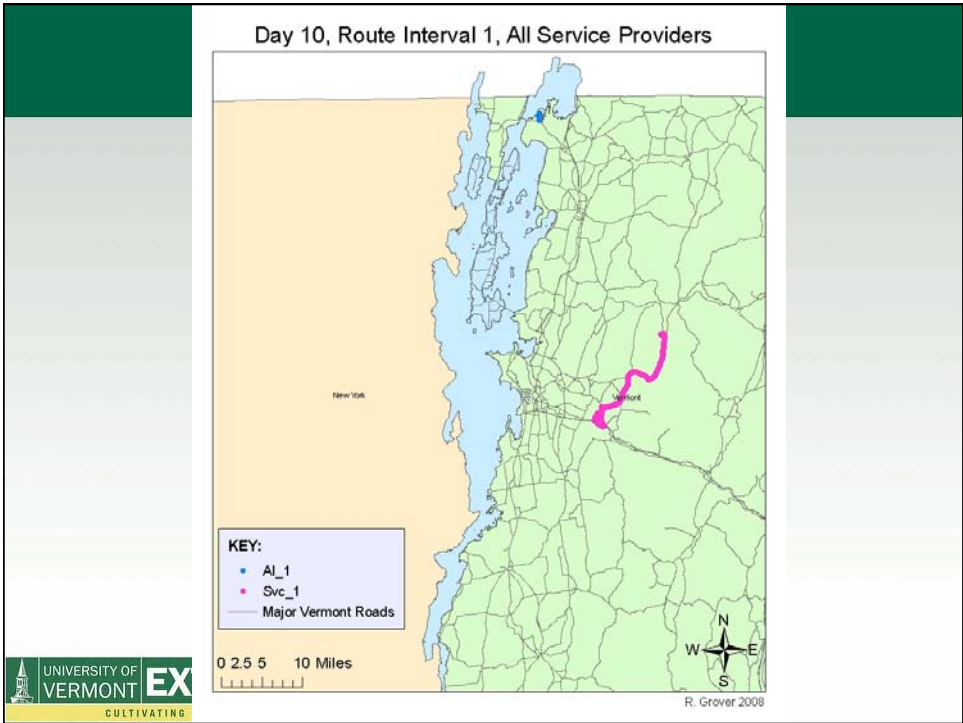 Day 10, Route Interval 1, All Service Providers
New York
Vermont
KEY:
AI_1
Svc_1
Major Vermont Roads
N
W E
S
0 2.5 5 10 Miles
R. Grover 2008
UNIVERSITY OF
VERMONT EX
CULTIVATING